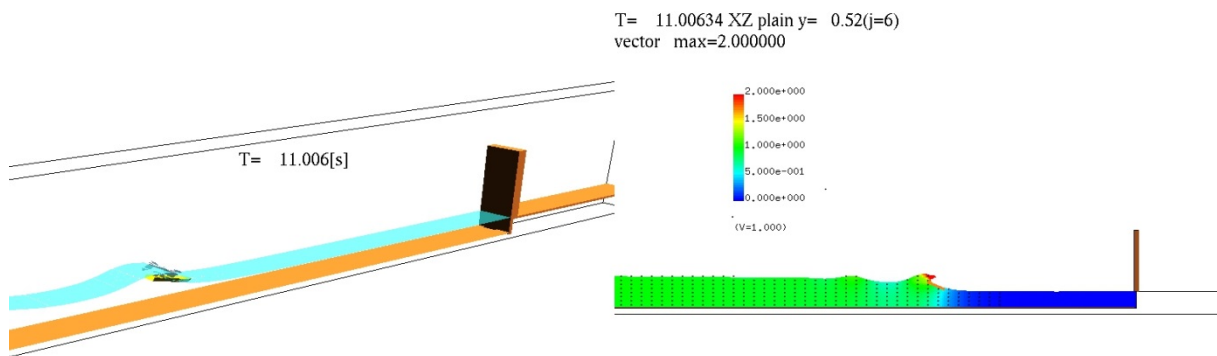 T= 11.00634 XZ plain y= 0.52(j=6)
vector max=2.000000
2.000e+000
1.500e+000
1.000e+000
5.000e-001
0.000e+000
(V=1.000)
T= 11.006[s]